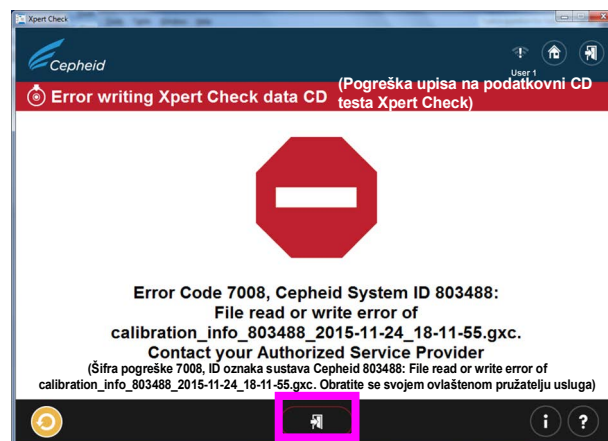 Xpert Check
Cepheid
User 1
Error writing Xpert Check data CD
(Pogreška upisa na podatkovni CD
testa Xpert Check)
Error Code 7008, Cepheid System ID 803488:
File read or write error of
calibration_info_803488_2015-11-24_18-11-55.gxc.
Contact your Authorized Service Provider
(Šifra pogreške 7008, ID oznaka sustava Cepheid 803488: File read or write error of
calibration_info_803488_2015-11-24_18-11-55.gxc. Obratite se svojem ovlaštenom pružatelju usluga)
i ?